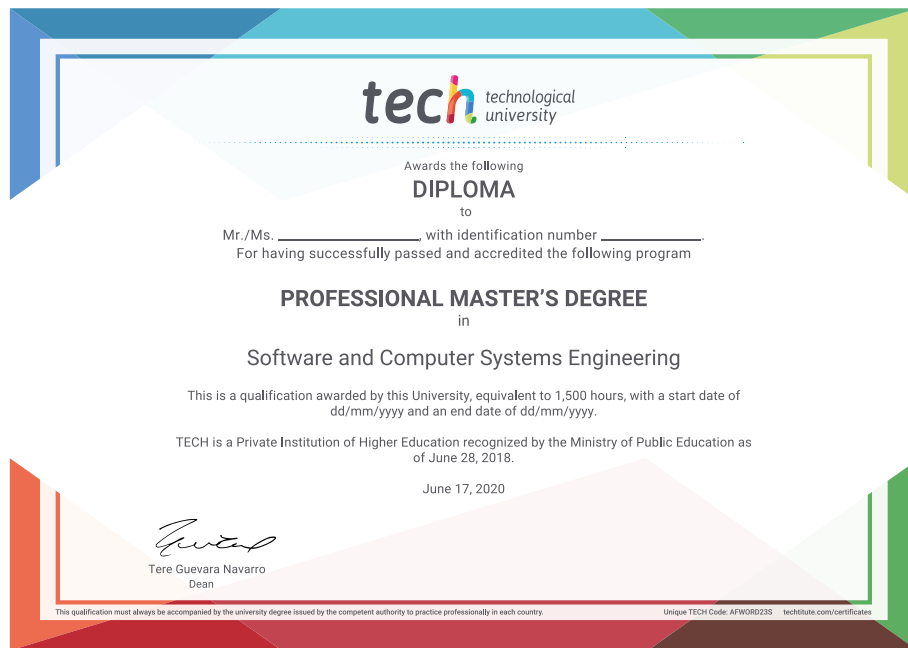 tech technological
university
Awards the following
DIPLOMA
to
Mr./Ms. ____________________, with identification number ______________.
For having successfully passed and accredited the following program
PROFESSIONAL MASTER'S DEGREE
in
Software and Computer Systems Engineering
This is a qualification awarded by this University, equivalent to 1,500 hours, with a start date of
dd/mm/yyyy and an end date of dd/mm/yyyy.
TECH is a Private Institution of Higher Education recognized by the Ministry of Public Education as
of June 28, 2018.
June 17, 2020
Tere Guevara Navarro
Dean
This qualification must always be accompanied by the university degree issued by the competent authority to practice professionally in each country. Unique TECH Code: AFWORD23S techtitute.com/certificates